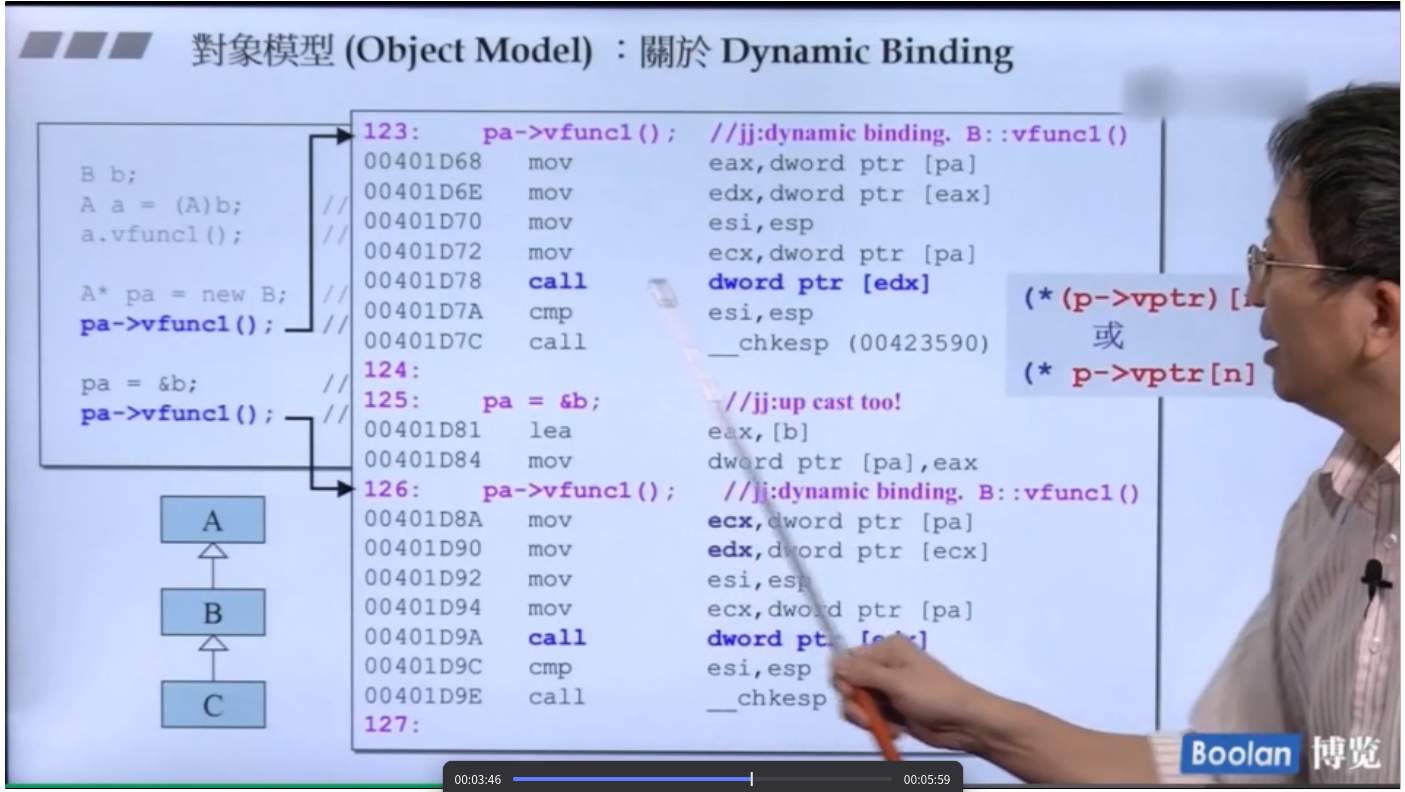 對象模型 (Object Model) ：關於 Dynamic Binding
B b;
A a = (A)b; //
a.vfunc1(); //
A* pa = new B; //
pa->vfunc1(); //
pa = &b; //
pa->vfunc1(); //
123: pa->vfunc1(); //jj:dynamic binding. B::vfunc1()
00401D68 mov eax,dword ptr [pa]
00401D6E mov edx,dword ptr [eax]
00401D70 mov esi,esp
00401D72 mov ecx,dword ptr [pa]
00401D78 call dword ptr [edx]
00401D7A cmp esi,esp
00401D7C call __chkesp (00423590)
124:
125: pa = &b; //jj:up cast too!
00401D81 lea eax,[b]
00401D84 mov dword ptr [pa],eax
126: pa->vfunc1(); //jj:dynamic binding. B::vfunc1()
00401D8A mov ecx,dword ptr [pa]
00401D90 mov edx,dword ptr [ecx]
00401D92 mov esi,esp
00401D94 mov ecx,dword ptr [pa]
00401D9A call dword ptr [edx]
00401D9C cmp esi,esp
00401D9E call __chkesp
127:
(*(p->vptr)[
或
(* p->vptr[n]
A
B
C
Boolan 博览
00:03:46 00:05:59